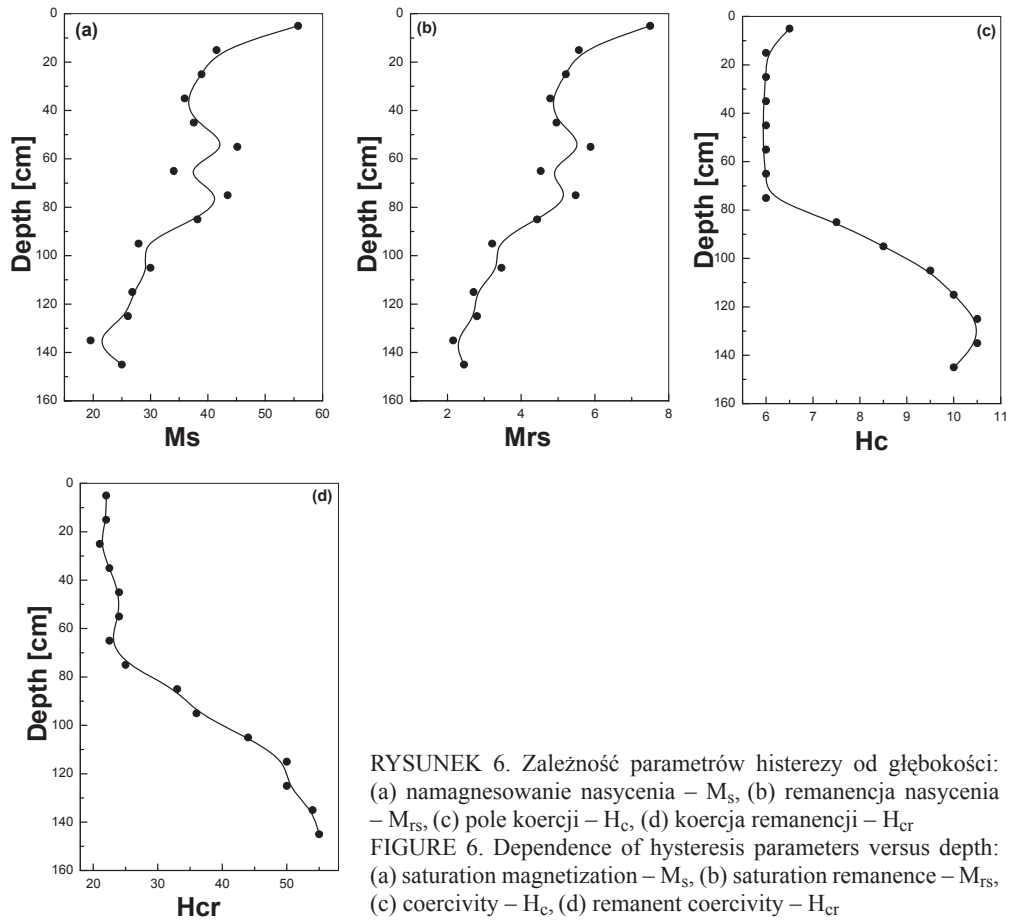 (a)
0
20
40
60
80
100
120
140
160
Depth [cm]
20 30 40 50 60
Ms
(b)
0
20
40
60
80
100
120
140
160
Depth [cm]
2 4 6 8
Mrs
(c)
0
20
40
60
80
100
120
140
160
Depth [cm]
6 7 8 9 10 11
Hc
(d)
0
20
40
60
80
100
120
140
160
Depth [cm]
20 30 40 50
Hcr
RYSUNEK 6. Zależność parametrów histerezy od głębokości:
(a) namagnesowanie nasycenia – Ms, (b) remanencja nasycenia
– Mrs, (c) pole koercji – Hc, (d) koercja remanencji – Hcr
FIGURE 6. Dependence of hysteresis parameters versus depth:
(a) saturation magnetization – Ms, (b) saturation remanence – Mrs,
(c) coercivity – Hc, (d) remanent coercivity – Hcr